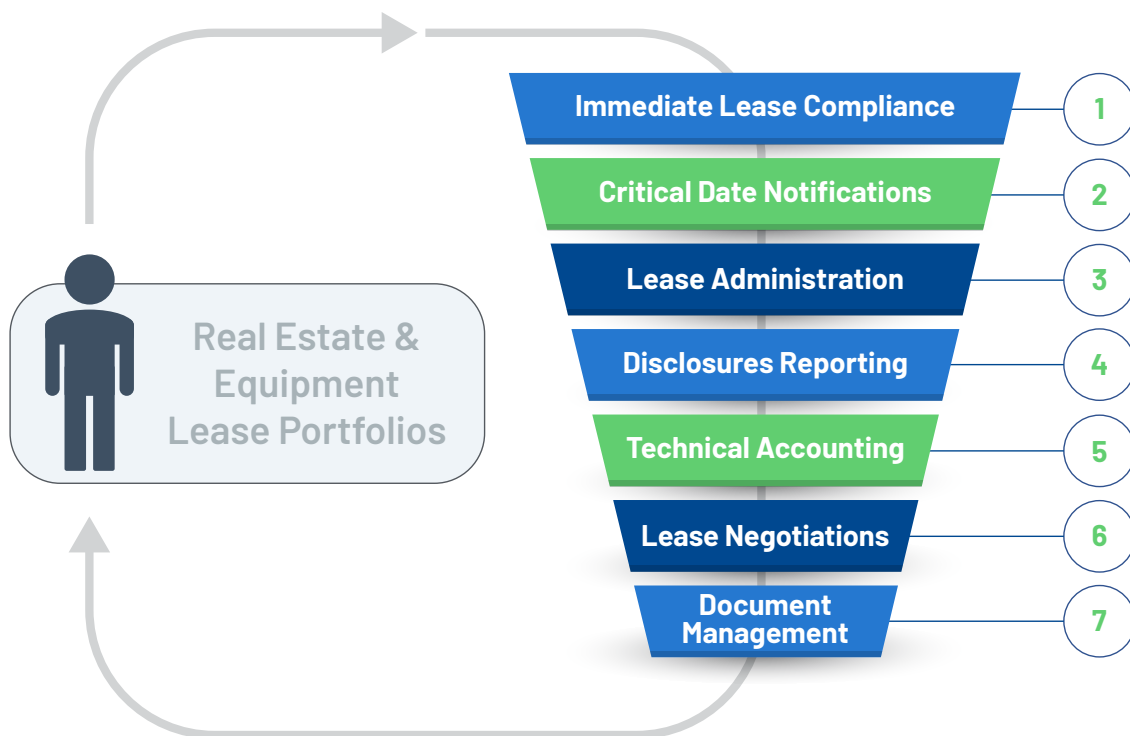 Immediate Lease Compliance
1
Critical Date Notifications
2
Lease Administration
3
Real Estate &
Equipment
Lease Portfolios
Disclosures Reporting
4
Technical Accounting
5
Lease Negotiations
6
Document
Management
7